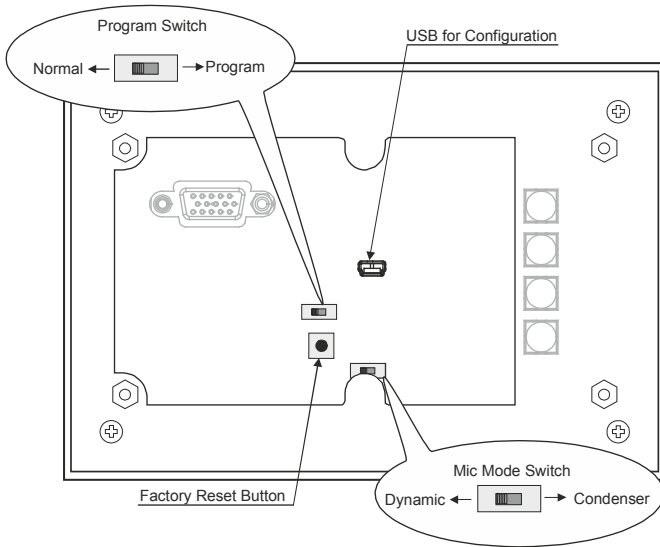 Program Switch
Normal
Program
USB for Configuration
Factory Reset Button
Mic Mode Switch
Dynamic
Condenser